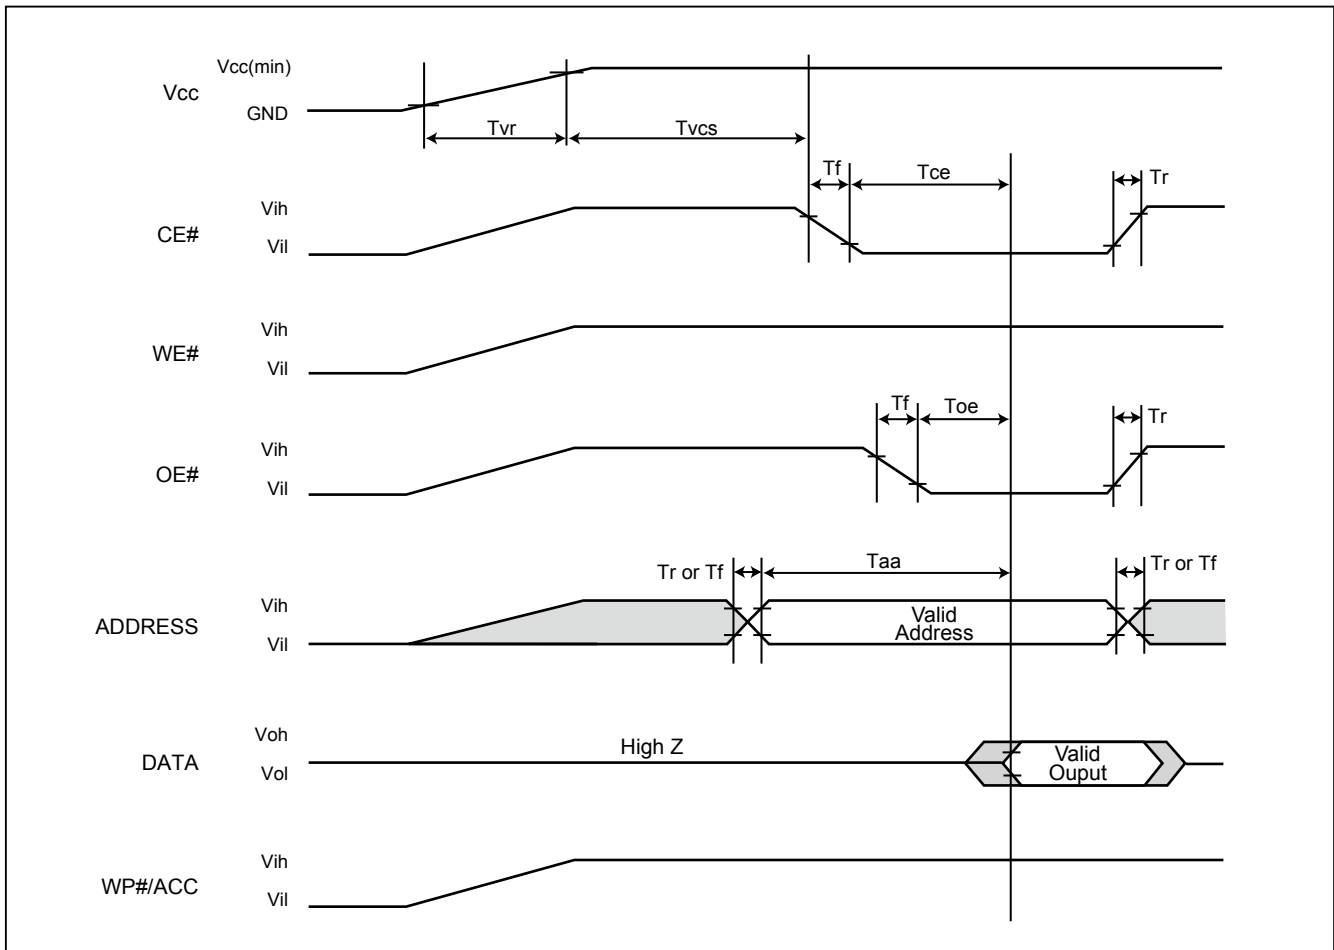 Vcc(min)
Vcc
GND
Tvr
Tvcs
Tf
Tce
Tr
Vih
CE#
Vil
Vih
WE#
Vil
Tf
Toe
Tr
Vih
OE#
Vil
Tr or Tf
Taa
Tr or Tf
Vih
ADDRESS
Vil
Valid
Address
Voh
DATA
Vol
High Z
Valid
Ouput
Vih
WP#/ACC
Vil